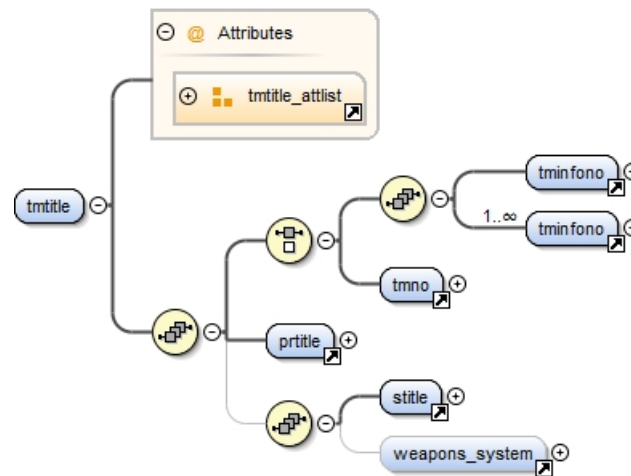 @ Attributes
tmtitle_attlist
tminfono
tmtitle
1..∞
tminfono
tmno
prtitle
stitle
weapons_system